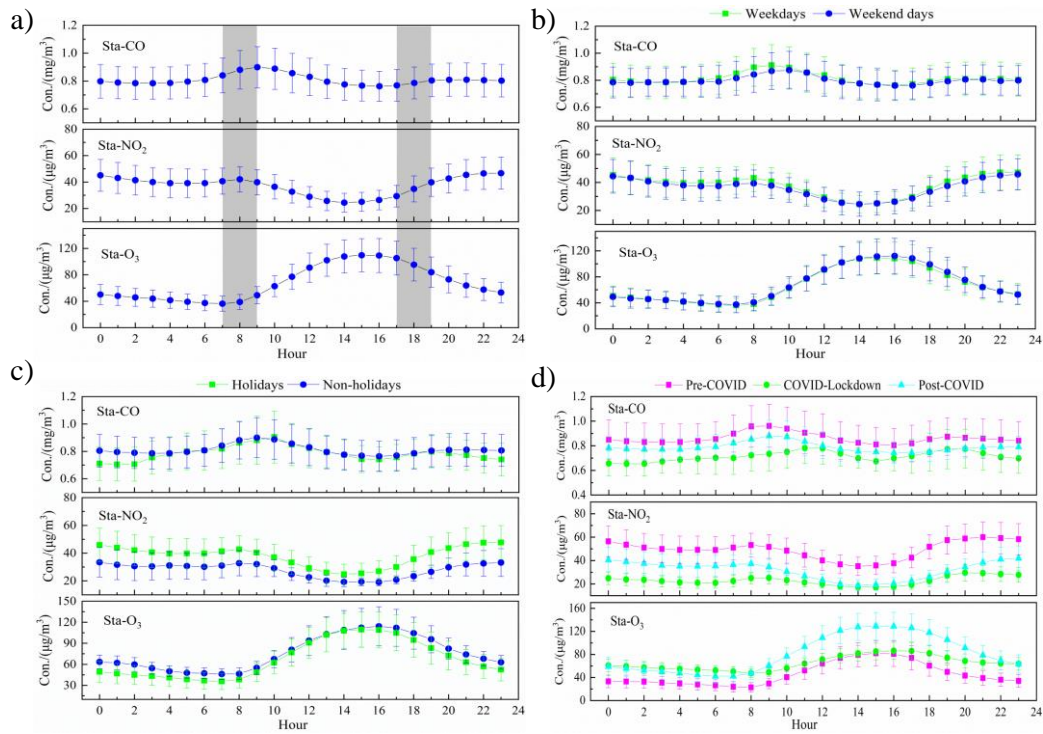 a)
Sta-CO
Con./(mg/m³)
1.2
1.0
0.8
0.6
Sta-NO₂
Con./(μg/m³)
80
60
40
20
Sta-O₃
Con./(μg/m³)
120
80
40
0
0 2 4 6 8 10 12 14 16 18 20 22 24
Hour
b)
Weekdays Weekend days
Sta-CO
Con./(mg/m³)
1.2
1.0
0.8
0.6
Sta-NO₂
Con./(μg/m³)
80
60
40
20
Sta-O₃
Con./(μg/m³)
120
80
40
0
0 2 4 6 8 10 12 14 16 18 20 22 24
Hour
c)
Holidays Non-holidays
Sta-CO
Con./(mg/m³)
1.2
1.0
0.8
0.6
Sta-NO₂
Con./(μg/m³)
80
60
40
20
Sta-O₃
Con./(μg/m³)
150
120
90
60
30
0 2 4 6 8 10 12 14 16 18 20 22 24
Hour
d)
Pre-COVID COVID-Lockdown Post-COVID
Sta-CO
Con./(mg/m³)
1.2
1.0
0.8
0.6
0.4
Sta-NO₂
Con./(μg/m³)
80
60
40
20
Sta-O₃
Con./(μg/m³)
160
120
80
40
0
0 2 4 6 8 10 12 14 16 18 20 22 24
Hour